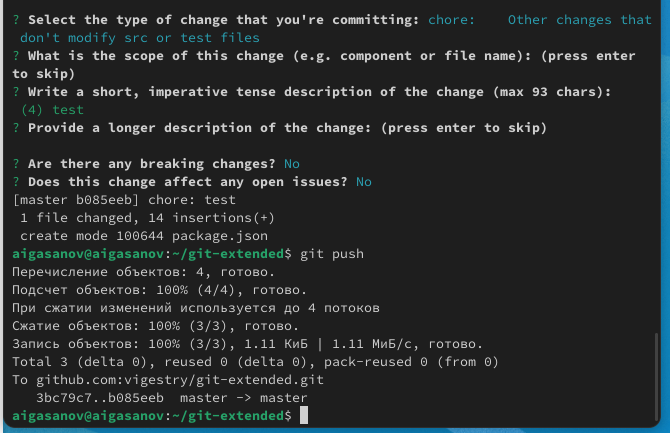 ? Select the type of change that you're committing: chore:    Other changes that
 don't modify src or test files
? What is the scope of this change (e.g. component or file name): (press enter
to skip)
? Write a short, imperative tense description of the change (max 93 chars):
 (4) test
? Provide a longer description of the change: (press enter to skip)
? Are there any breaking changes? No
? Does this change affect any open issues? No
[master b085eeb] chore: test
 1 file changed, 14 insertions(+)
 create mode 100644 package.json
aigasanov@aigasanov:~/git-extended$ git push
Перечисление объектов: 4, готово.
Подсчет объектов: 100% (4/4), готово.
При сжатии изменений используется до 4 потоков
Сжатие объектов: 100% (3/3), готово.
Запись объектов: 100% (3/3), 1.11 КиБ | 1.11 МиБ/с, готово.
Total 3 (delta 0), reused 0 (delta 0), pack-reused 0 (from 0)
To github.com:vigestry/git-extended.git
   3bc79c7..b085eeb  master -> master
aigasanov@aigasanov:~/git-extended$